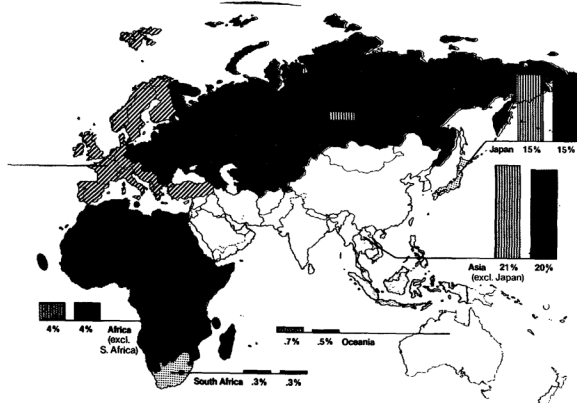 Japan 15% 15%
Asia 21% 20%
(excl. Japan)
4% 4% Africa
(excl.
S. Africa)
.7% .5% Oceania
South Africa .3% .3%